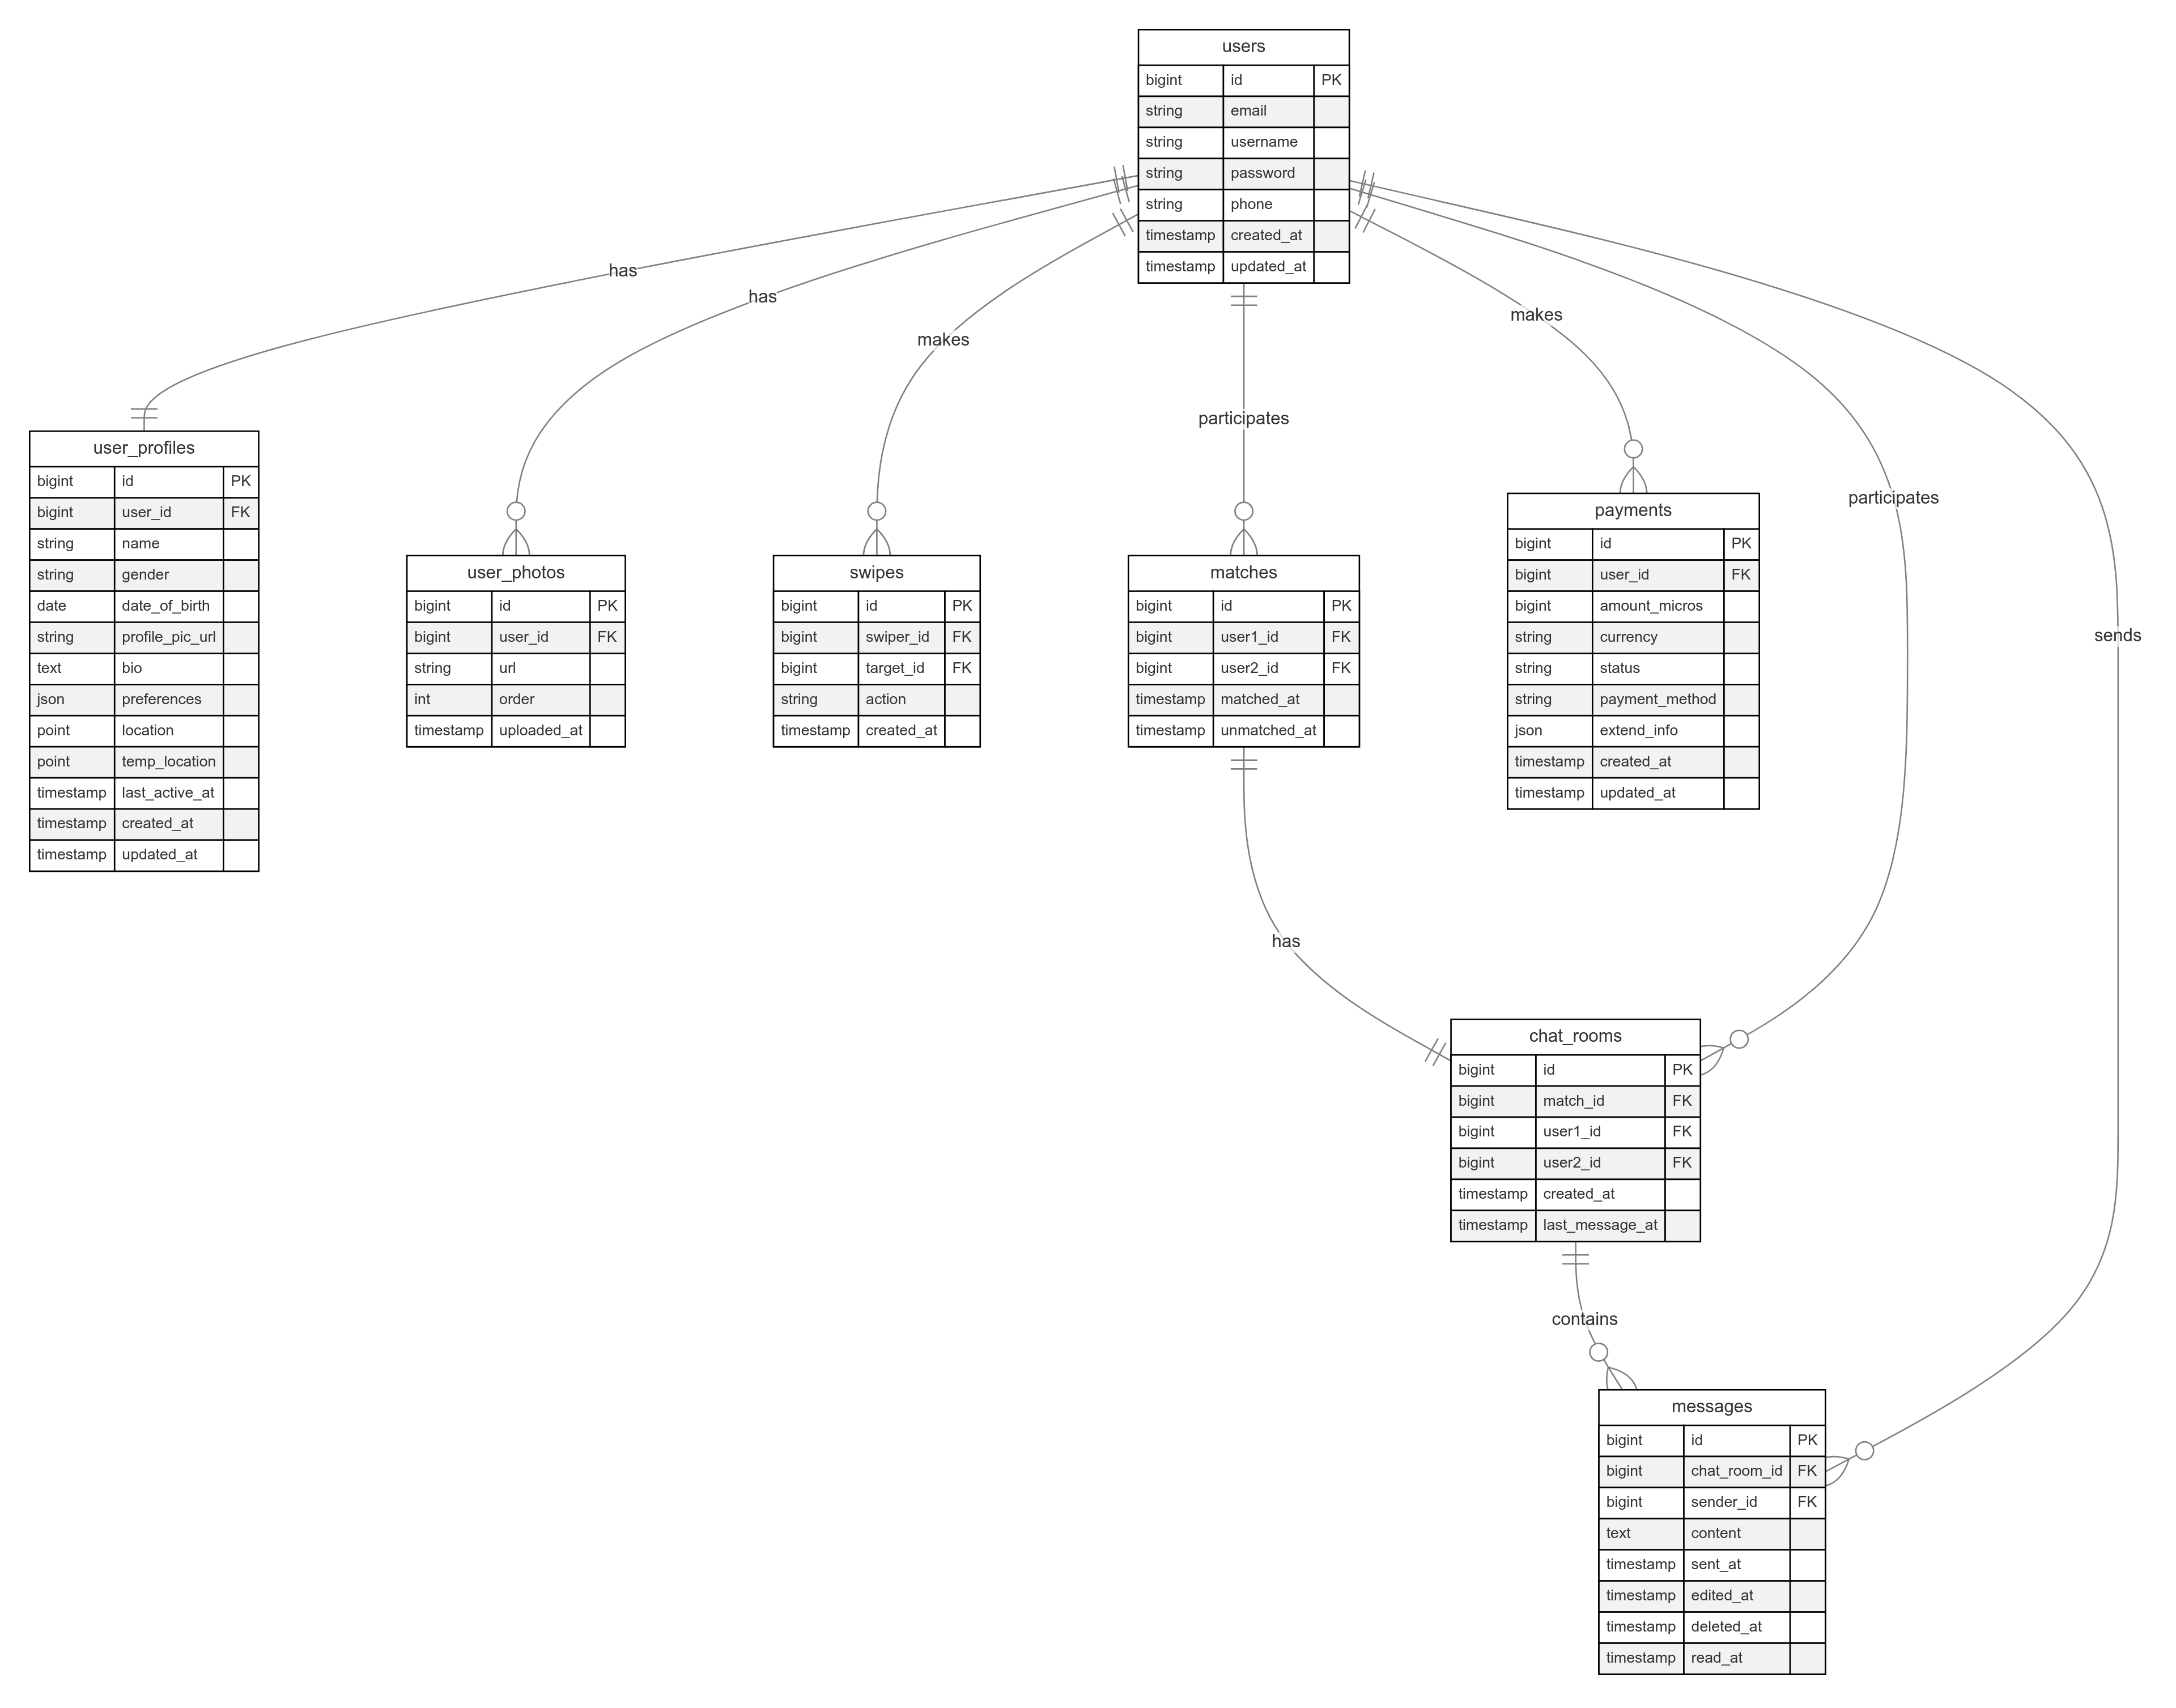 users
bigint id PK
string email
string username
string password
string phone
timestamp created_at
timestamp updated_at
has
has
makes
participates
makes
participates
sends
user_profiles
bigint id PK
bigint user_id FK
string name
string gender
date date_of_birth
string profile_pic_url
text bio
json preferences
point location
point temp_location
timestamp last_active_at
timestamp created_at
timestamp updated_at
user_photos
bigint id PK
bigint user_id FK
string url
int order
timestamp uploaded_at
swipes
bigint id PK
bigint swiper_id FK
bigint target_id FK
string action
timestamp created_at
matches
bigint id PK
bigint user1_id FK
bigint user2_id FK
timestamp matched_at
timestamp unmatched_at
payments
bigint id PK
bigint user_id FK
bigint amount_micros
string currency
string status
string payment_method
json extend_info
timestamp created_at
timestamp updated_at
has
chat_rooms
bigint id PK
bigint match_id FK
bigint user1_id FK
bigint user2_id FK
timestamp created_at
timestamp last_message_at
contains
messages
bigint id PK
bigint chat_room_id FK
bigint sender_id FK
text content
timestamp sent_at
timestamp edited_at
timestamp deleted_at
timestamp read_at